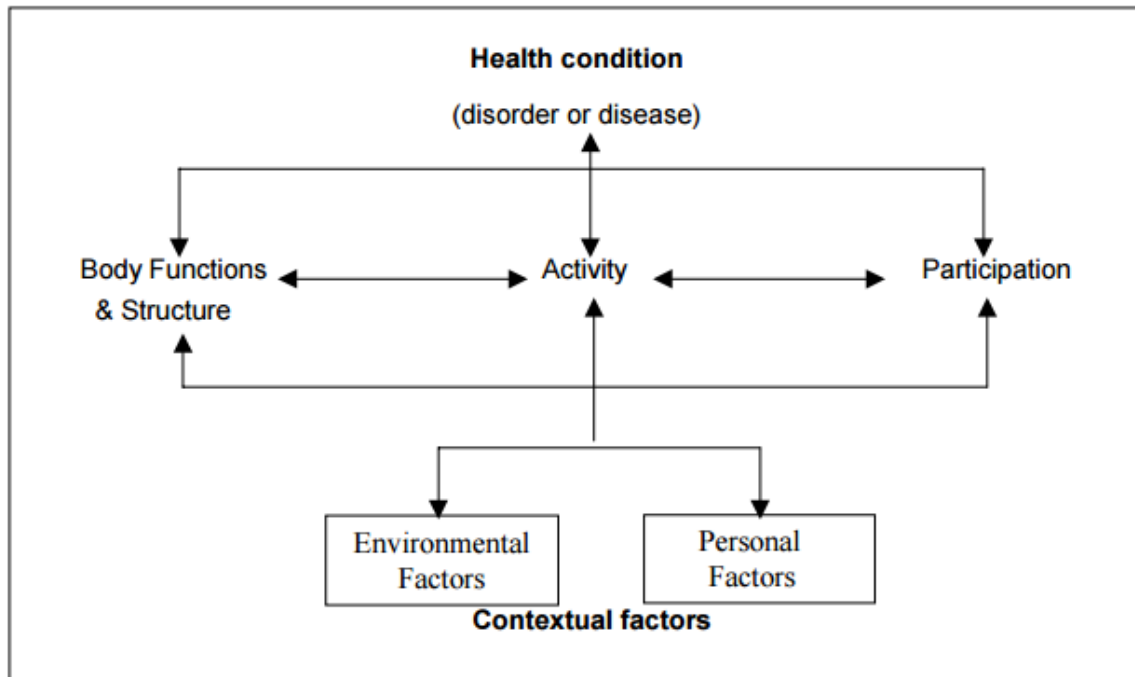 Health condition
(disorder or disease)
Body Functions
& Structure
Activity
Participation
Environmental
Factors
Personal
Factors
Contextual factors